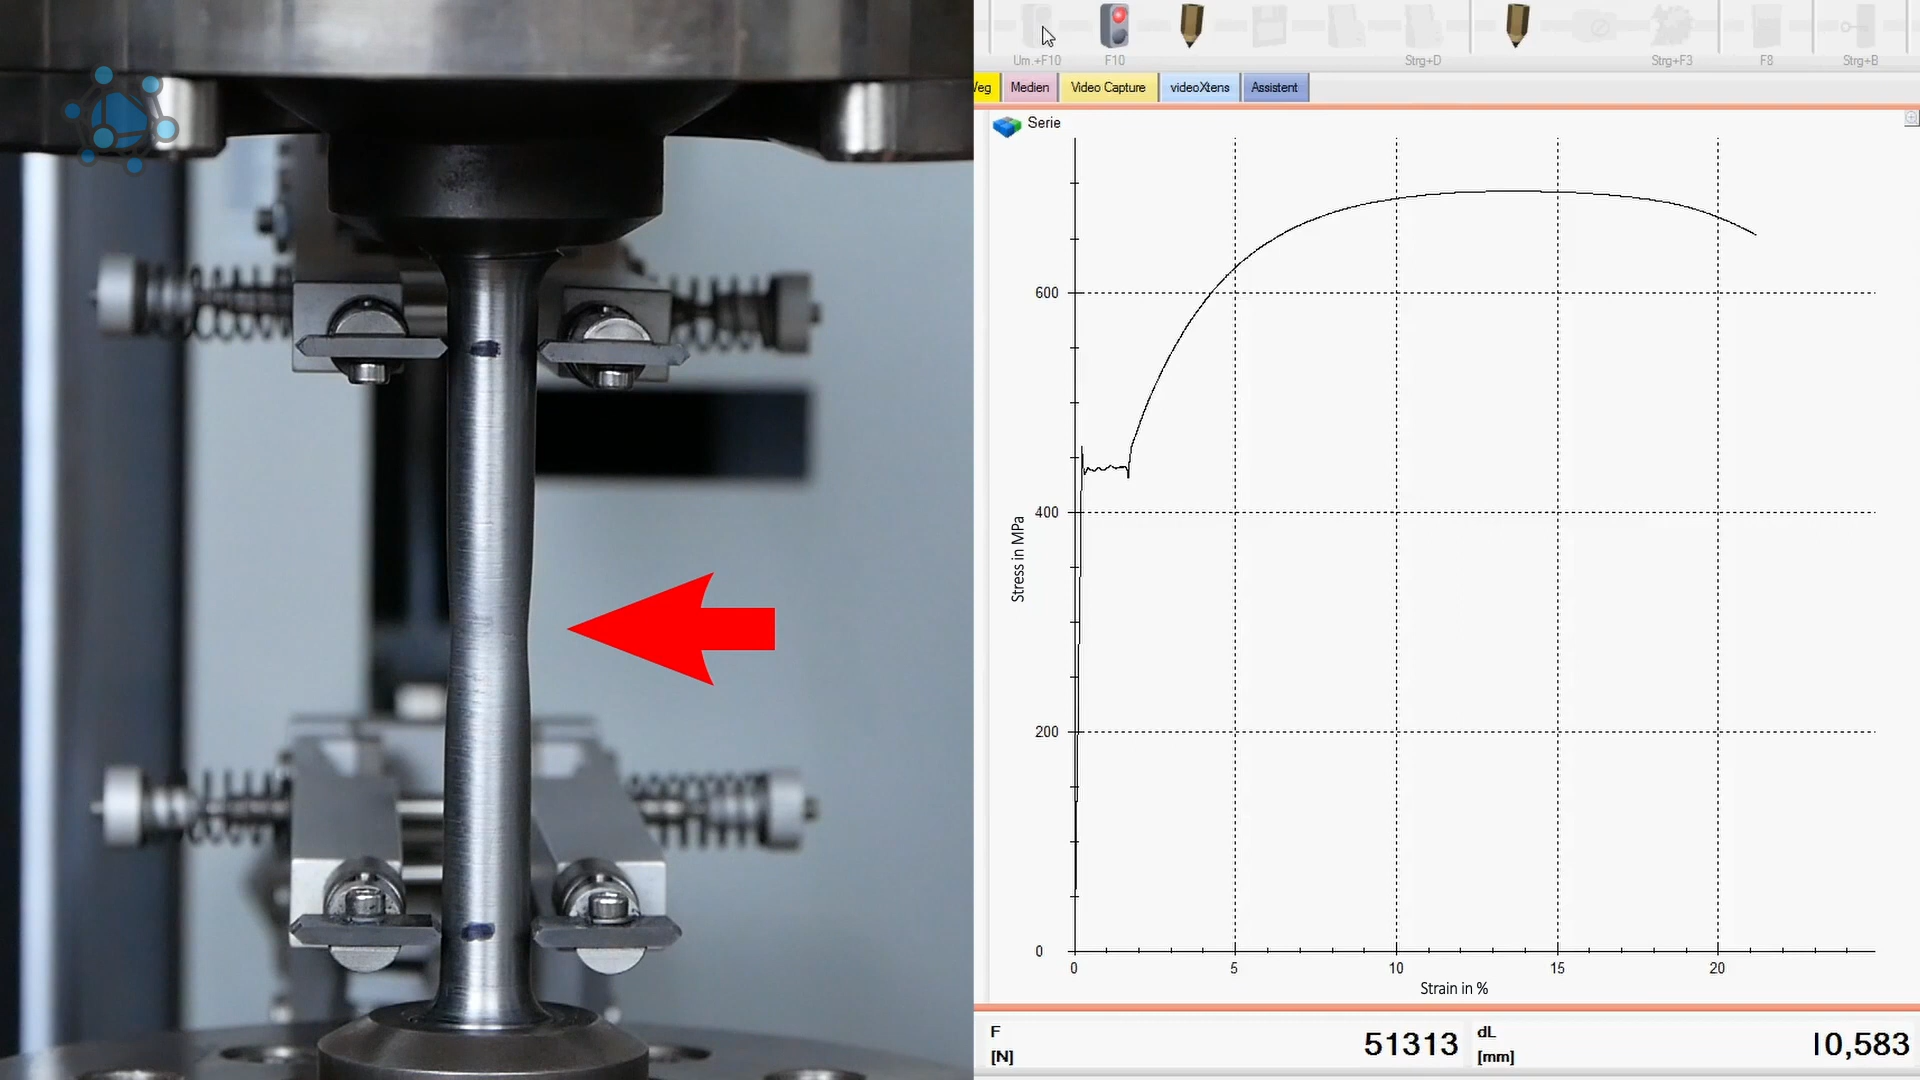 Um.+F10 F10 Strg+D Strg+F3 F8 Strg+B
Weg Medien Video Capture videoXtens Assistent
Serie
600
400
200
0
Stress in MPa
0 5 10 15 20
Strain in %
F
[N]
51313
dL
[mm]
10,583